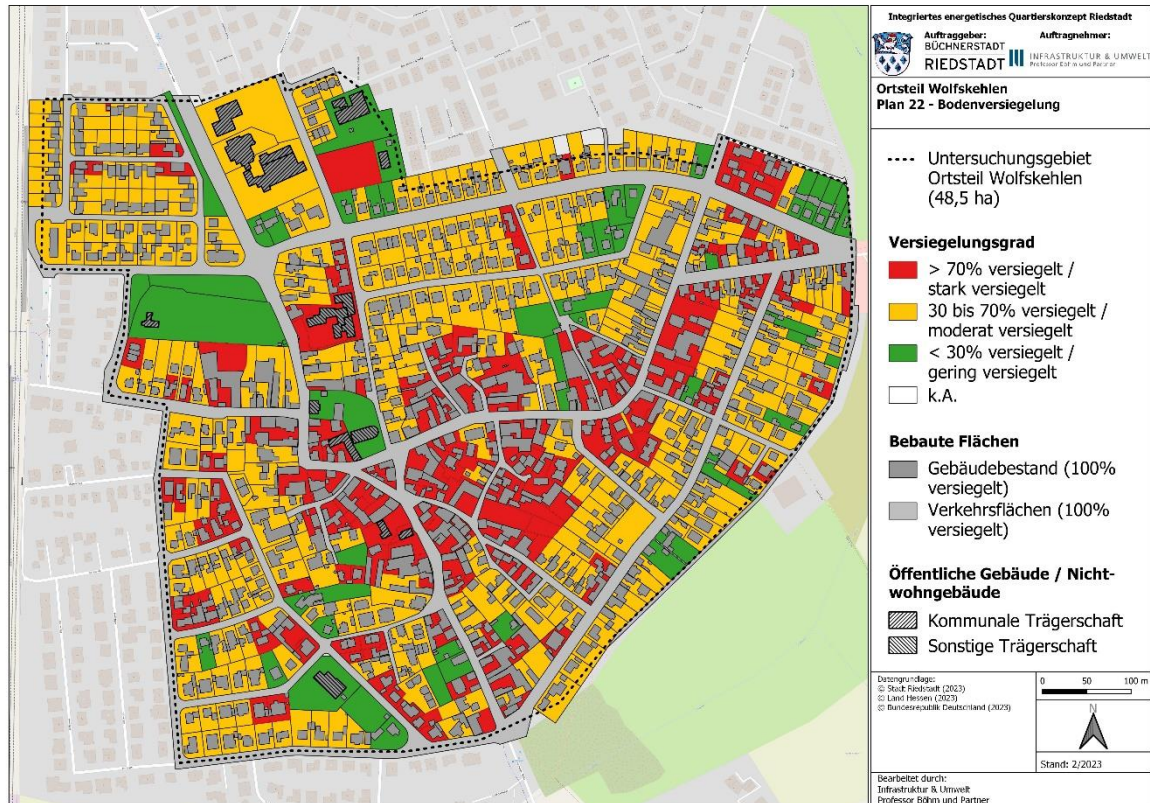 Integriertes energetisches Quartierskonzept Riedstadt
Auftraggeber:
BÜCHNERSTADT
RIEDSTADT
Auftragnehmer:
INFRASTRUKTUR & UMWELT
Professor Böhm und Partner
Ortsteil Wolfskehlen
Plan 22 - Bodenversiegelung
Untersuchungsgebiet
Ortsteil Wolfskehlen
(48,5 ha)
Versiegelungsgrad
> 70% versiegelt /
stark versiegelt
30 bis 70% versiegelt /
moderat versiegelt
< 30% versiegelt /
gering versiegelt
k.A.
Bebaute Flächen
Gebäudebestand (100%
versiegelt)
Verkehrsflächen (100%
versiegelt)
Öffentliche Gebäude / Nicht-
wohngebäude
Kommunale Trägerschaft
Sonstige Trägerschaft
Datengrundlage:
© Stadt Riedstadt (2023)
© Land Hessen (2023)
© Bundesrepublik Deutschland (2023)
0 50 100 m
N
Stand: 2/2023
Bearbeitet durch:
Infrastruktur & Umwelt
Professor Böhm und Partner